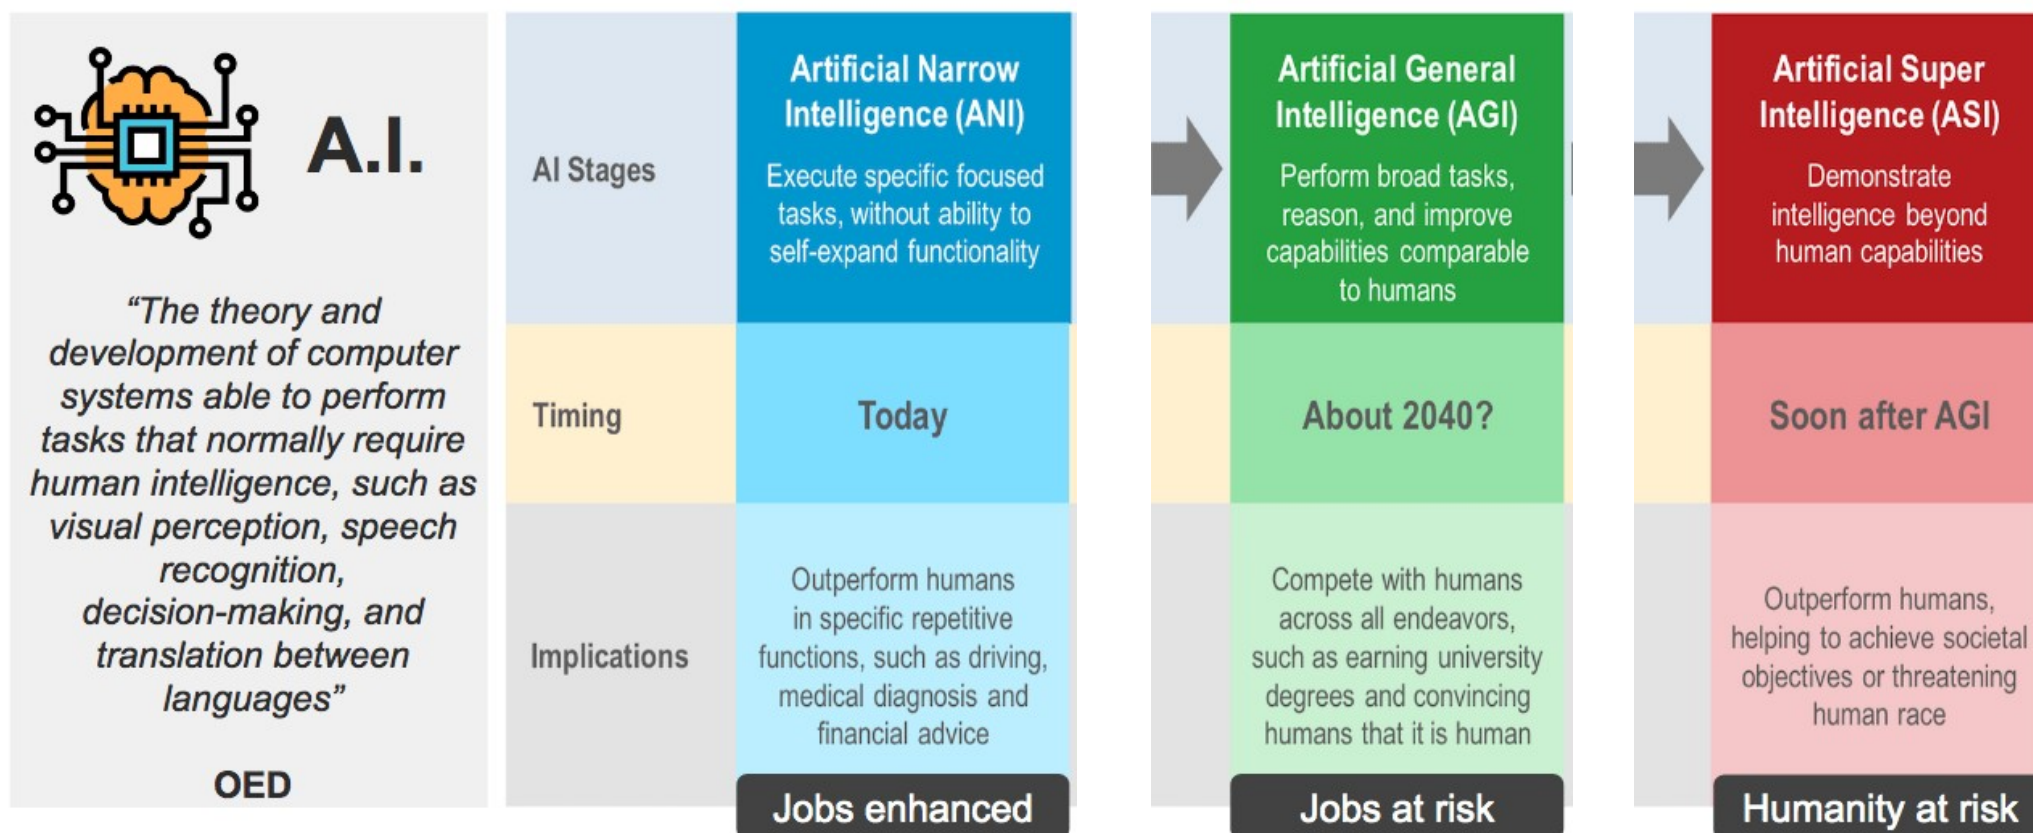 A.I.
“The theory and
development of computer
systems able to perform
tasks that normally require
human intelligence, such as
visual perception, speech
recognition,
decision-making, and
translation between
languages”
OED
AI Stages
Artificial Narrow
Intelligence (ANI)
Execute specific focused
tasks, without ability to
self-expand functionality
Artificial General
Intelligence (AGI)
Perform broad tasks,
reason, and improve
capabilities comparable
to humans
Artificial Super
Intelligence (ASI)
Demonstrate
intelligence beyond
human capabilities
Timing
Today
About 2040?
Soon after AGI
Implications
Outperform humans
in specific repetitive
functions, such as driving,
medical diagnosis and
financial advice
Compete with humans
across all endeavors,
such as earning university
degrees and convincing
humans that it is human
Outperform humans,
helping to achieve societal
objectives or threatening
human race
Jobs enhanced
Jobs at risk
Humanity at risk